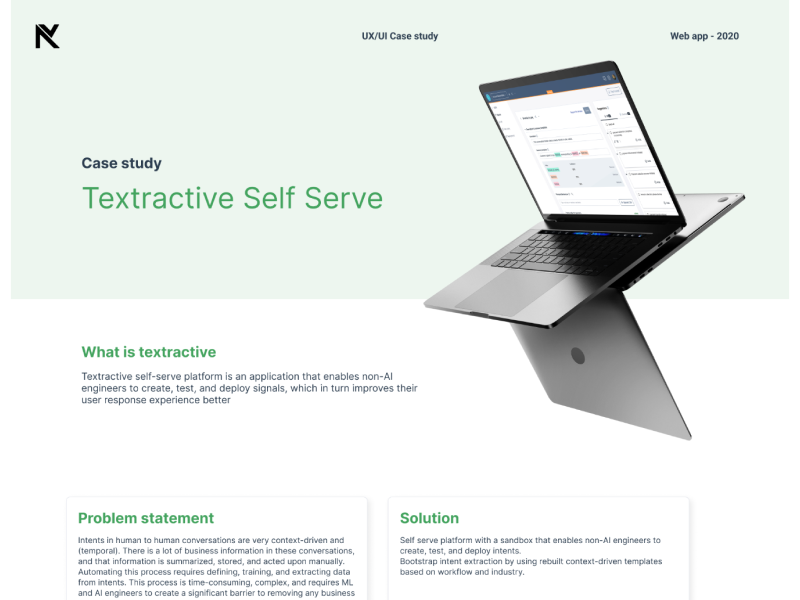 UX/UI Case study
Web app - 2020
Case study
Textractive Self Serve
What is textractive
Textractive self-serve platform is an application that enables non-AI
engineers to create, test, and deploy signals, which in turn improves their
user response experience better
Problem statement
Intents in human to human conversations are very context-driven and
(temporal). There is a lot of business information in these conversations,
and that information is summarized, stored, and acted upon manually.
Automating this process requires defining, training, and extracting data
from intents. This process is time-consuming, complex, and requires ML
and AI engineers to create a significant barrier to removing any business
Solution
Self serve platform with a sandbox that enables non-AI engineers to
create, test, and deploy intents.
Bootstrap intent extraction by using rebuilt context-driven templates
based on workflow and industry.